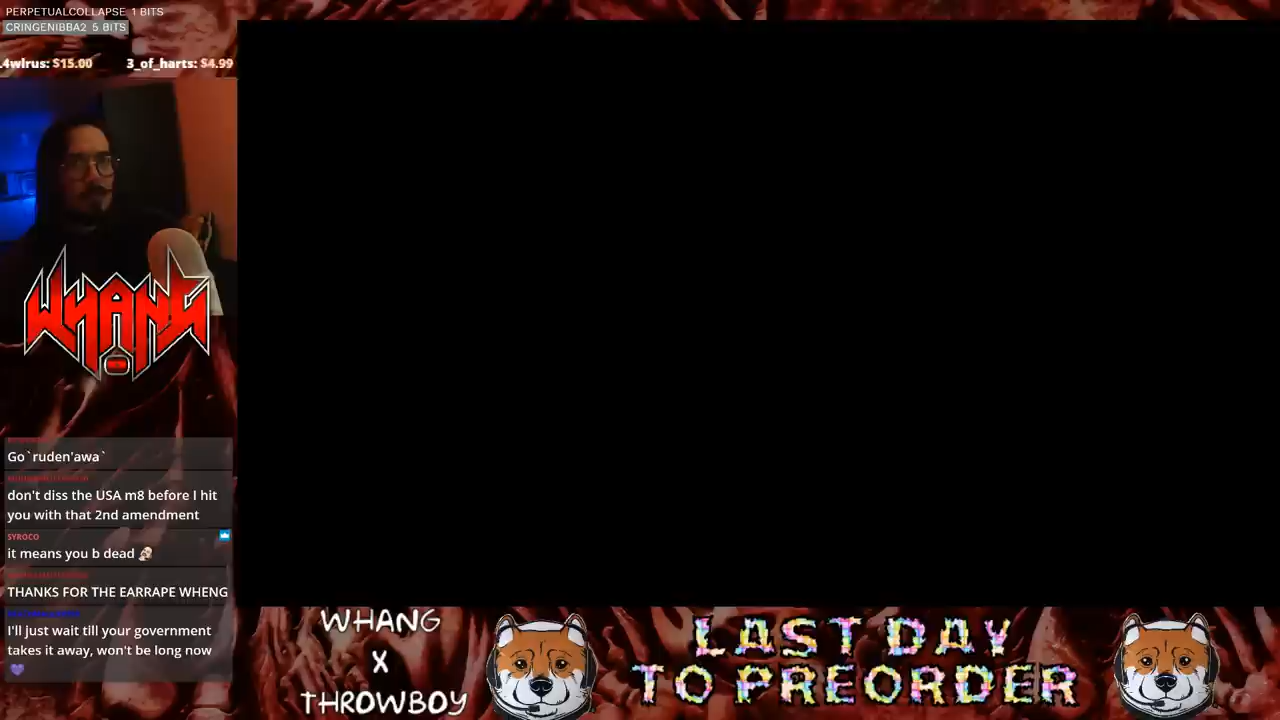 PERPETUALCOLLAPSE 1 BITS
CRINGENIBBA2 5 BITS
.4wlrus: $15.00 3_of_harts: $4.99
WHANG
Go`ruden'awa`
don't diss the USA m8 before I hit
you with that 2nd amendment
SYROCO
it means you b dead
THANKS FOR THE EARRAPE WHENG
I'll just wait till your government
takes it away, won't be long now
WHANG
X
THROWBOY
LAST DAY
TO PREORDER